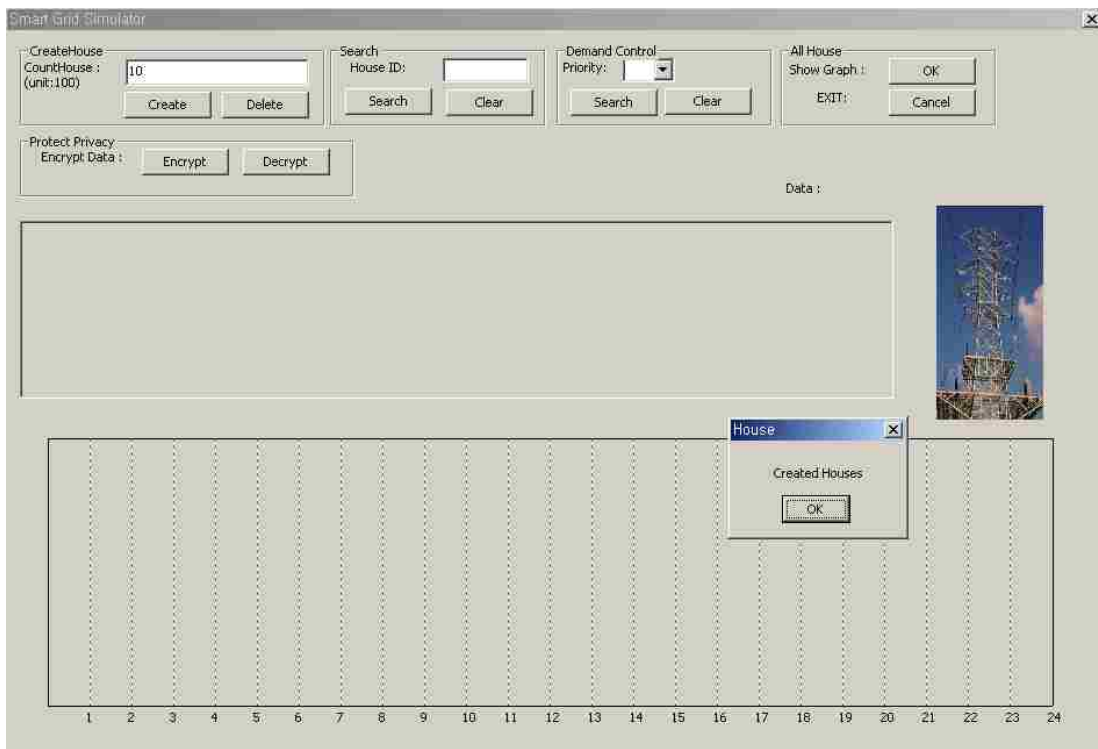 Smart Grid Simulator
CreateHouse
CountHouse :
(unit:100)
10
Create
Delete
Search
House ID:
Search
Clear
Demand Control
Priority:
Search
Clear
All House
Show Graph :
OK
EXIT:
Cancel
Protect Privacy
Encrypt Data :
Encrypt
Decrypt
Data :
House
Created Houses
OK
1 2 3 4 5 6 7 8 9 10 11 12 13 14 15 16 17 18 19 20 21 22 23 24